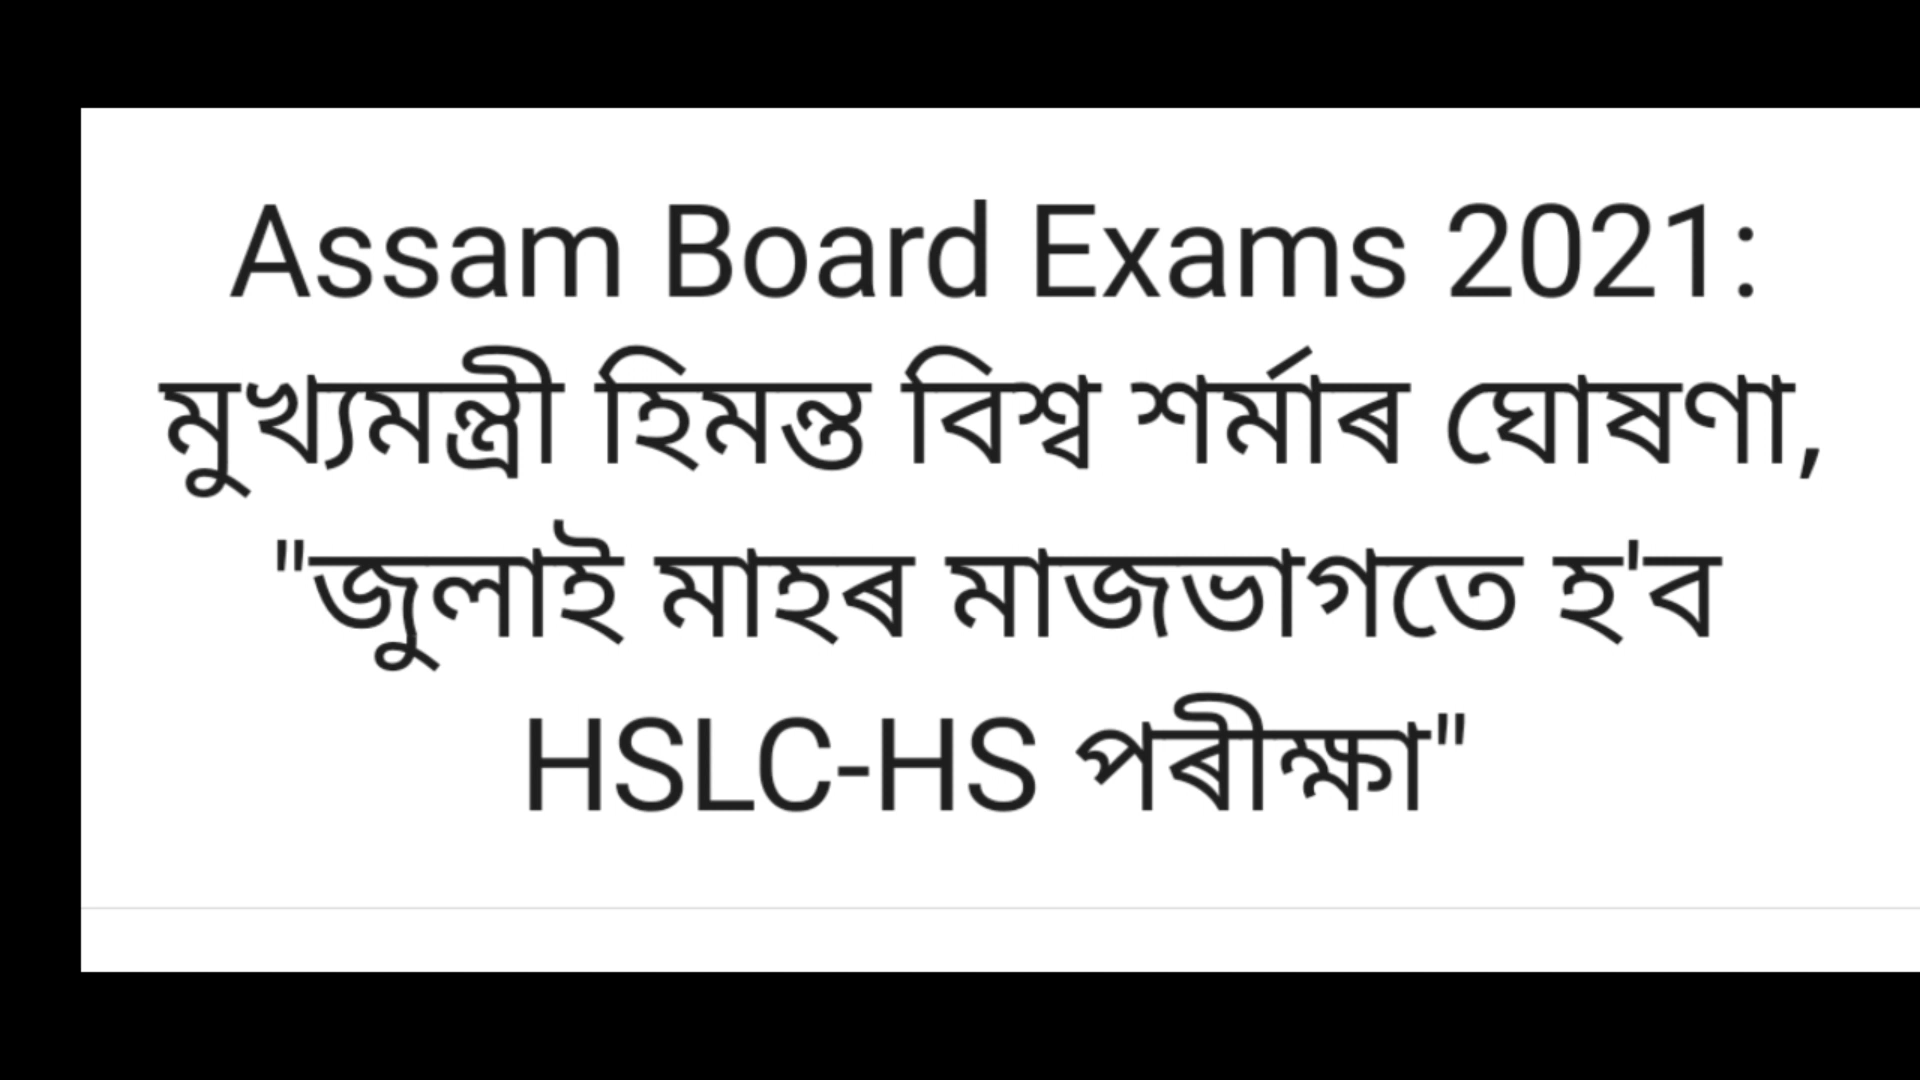 Assam Board Exams 2021:
মুখ্যমন্ত্ৰী হিমন্ত বিশ্ব শৰ্মাৰ ঘোষণা,
"জুলাই মাহৰ মাজভাগতে হ'ব
HSLC-HS পৰীক্ষা"